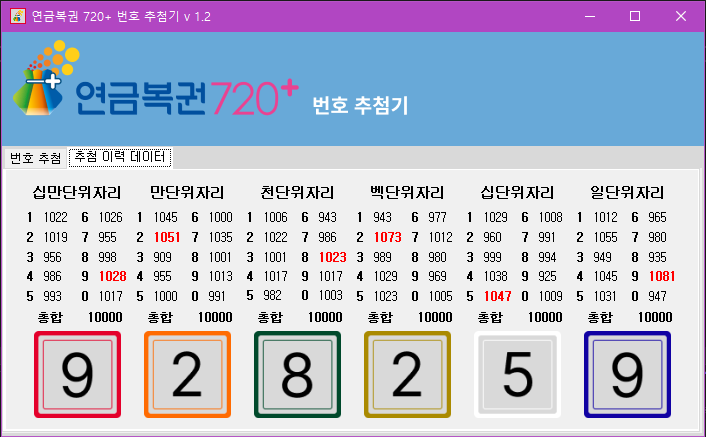 연금복권 720+ 번호 추첨기 v 1.2
연금복권720+ 번호 추첨기
번호 추첨 추첨 이력 데이터
십만단위자리 만단위자리 천단위자리 벡단위자리 십단위자리 일단위자리
1 1022 6 1026 1 1045 6 1000 1 1006 6 943 1 943 6 977 1 1029 6 1008 1 1012 6 965
2 1019 7 955 2 1051 7 1035 2 1022 7 986 2 1073 7 1012 2 960 7 991 2 1055 7 980
3 956 8 998 3 909 8 1001 3 1001 8 1023 3 989 8 980 3 999 8 994 3 949 8 935
4 986 9 1028 4 955 9 1013 4 1017 9 1017 4 1029 9 969 4 1038 9 925 4 1045 9 1081
5 993 0 1017 5 1000 0 991 5 982 0 1003 5 1023 0 1005 5 1047 0 1009 5 1031 0 947
총합 10000 총합 10000 총합 10000 총합 10000 총합 10000 총합 10000
9 2 8 2 5 9